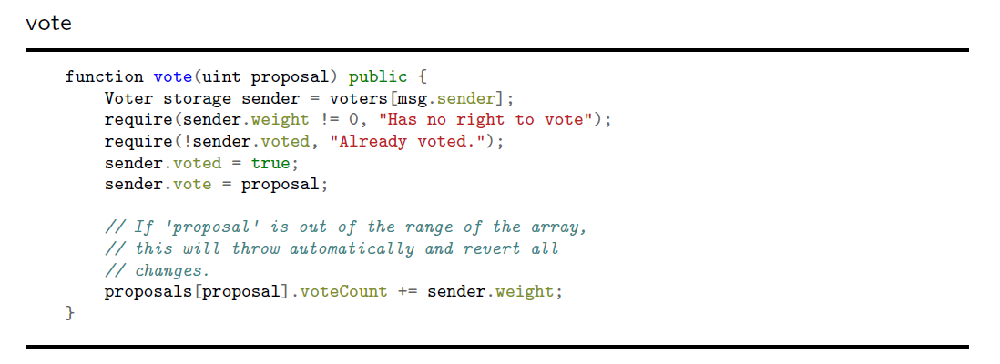 vote
function vote(uint proposal) public {
    Voter storage sender = voters[msg.sender];
    require(sender.weight != 0, "Has no right to vote");
    require(!sender.voted, "Already voted.");
    sender.voted = true;
    sender.vote = proposal;

    // If 'proposal' is out of the range of the array,
    // this will throw automatically and revert all
    // changes.
    proposals[proposal].voteCount += sender.weight;
}